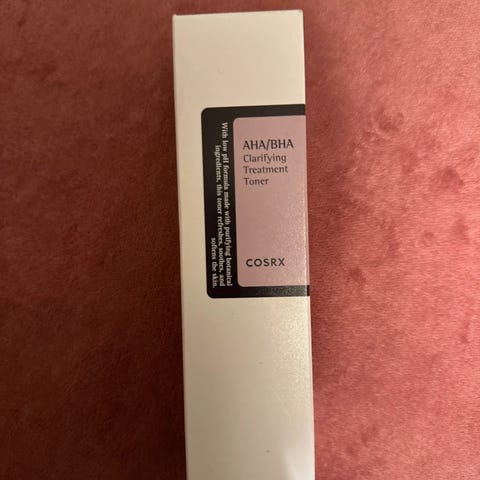 AHA/BHA
Clarifying
Treatment
Toner
COSRX
With low pH formula made with purifying botanical
ingredients, this toner refreshes, soothes, and
softens the skin.